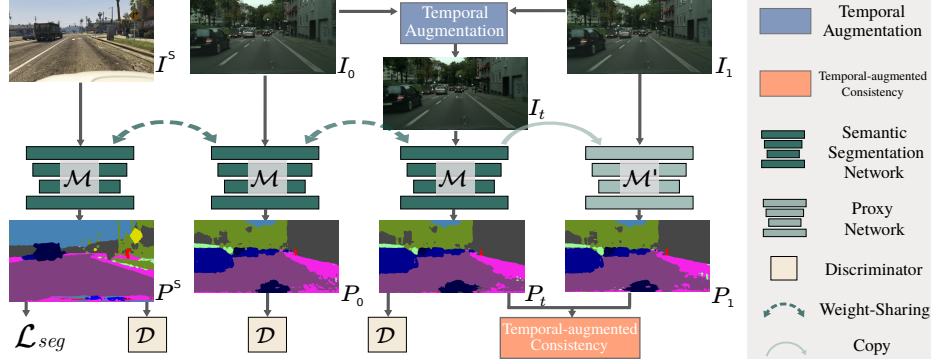 Temporal
Augmentation
I^S
I_0
I_t
I_1
M
M
M
M'
P^S
P_0
P_t
P_1
L_seg
D
D
D
Temporal-augmented
Consistency
Temporal
Augmentation
Temporal-augmented
Consistency
Semantic
Segmentation
Network
Proxy
Network
Discriminator
Weight-Sharing
Copy